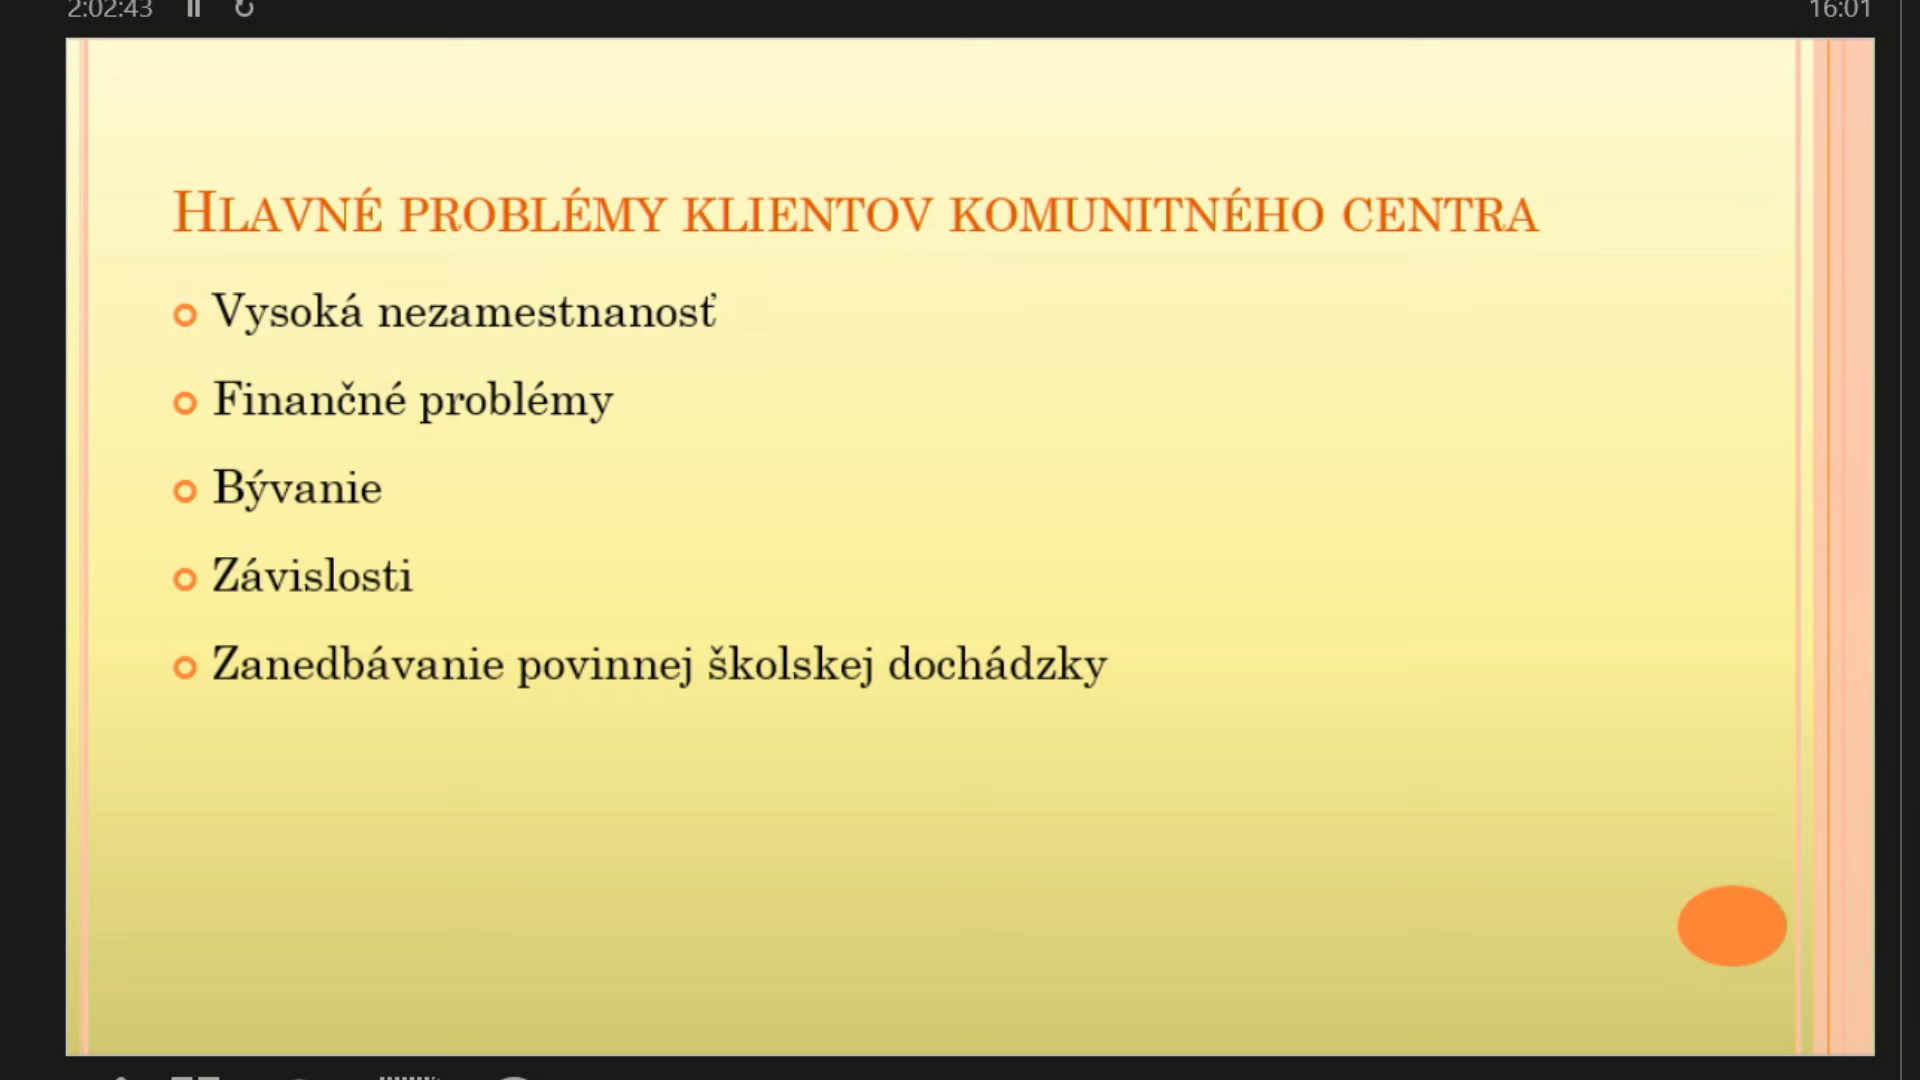 2:02:43
16:01
Hlavné problémy klientov komunitného centra
Vysoká nezamestnanosť
Finančné problémy
Bývanie
Závislosti
Zanedbávanie povinnej školskej dochádzky